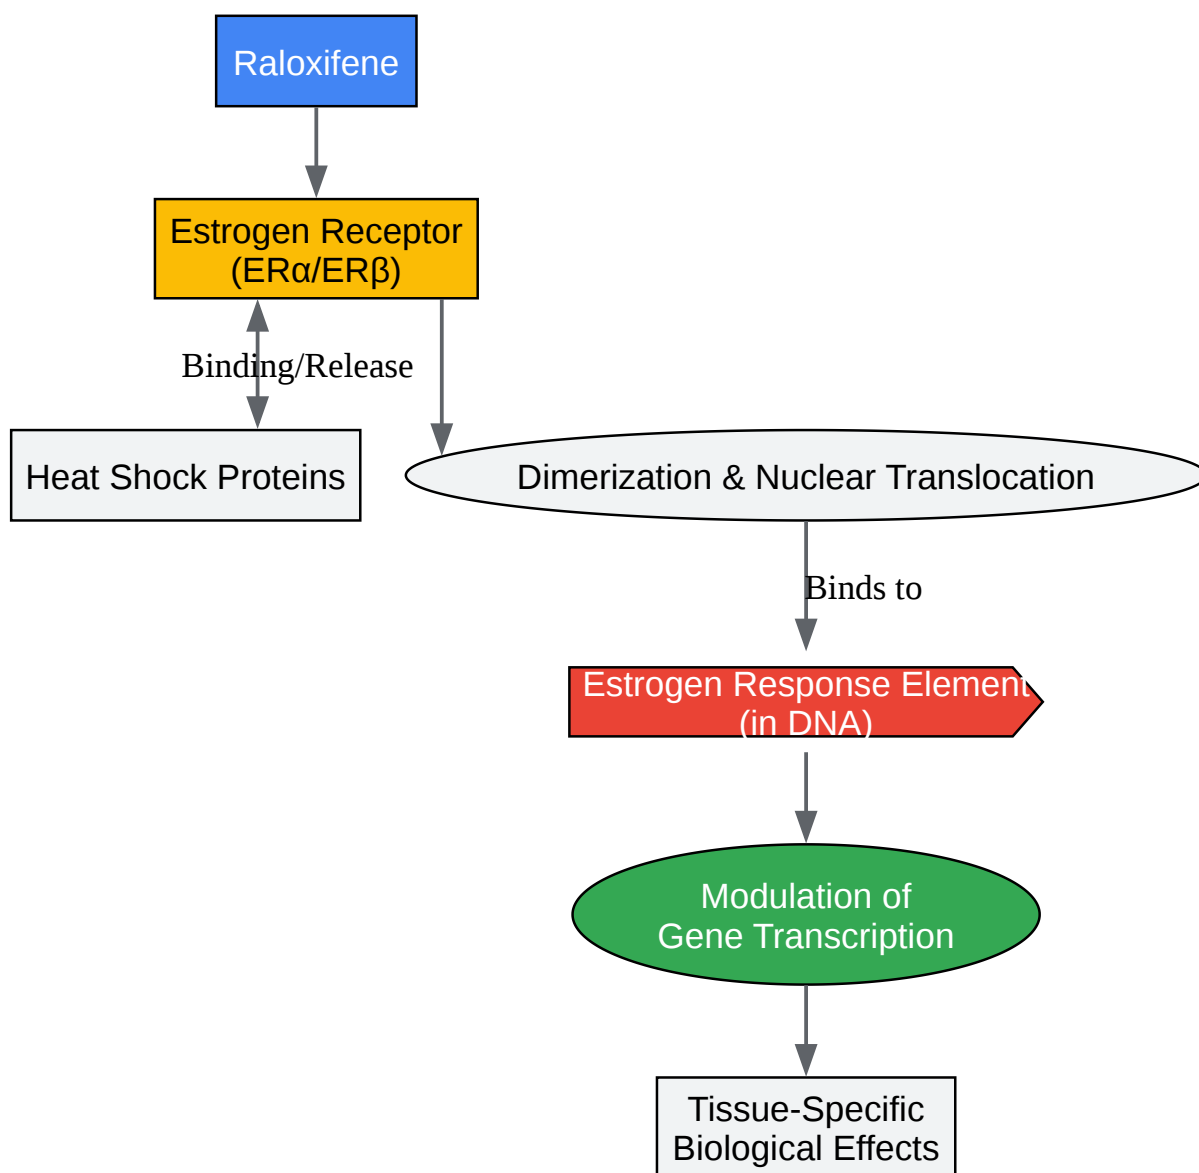 Raloxifene
Estrogen Receptor
(ERα/ERβ)
Binding/Release
Heat Shock Proteins
Dimerization & Nuclear Translocation
Binds to
Estrogen Response Element
(in DNA)
Modulation of
Gene Transcription
Tissue-Specific
Biological Effects